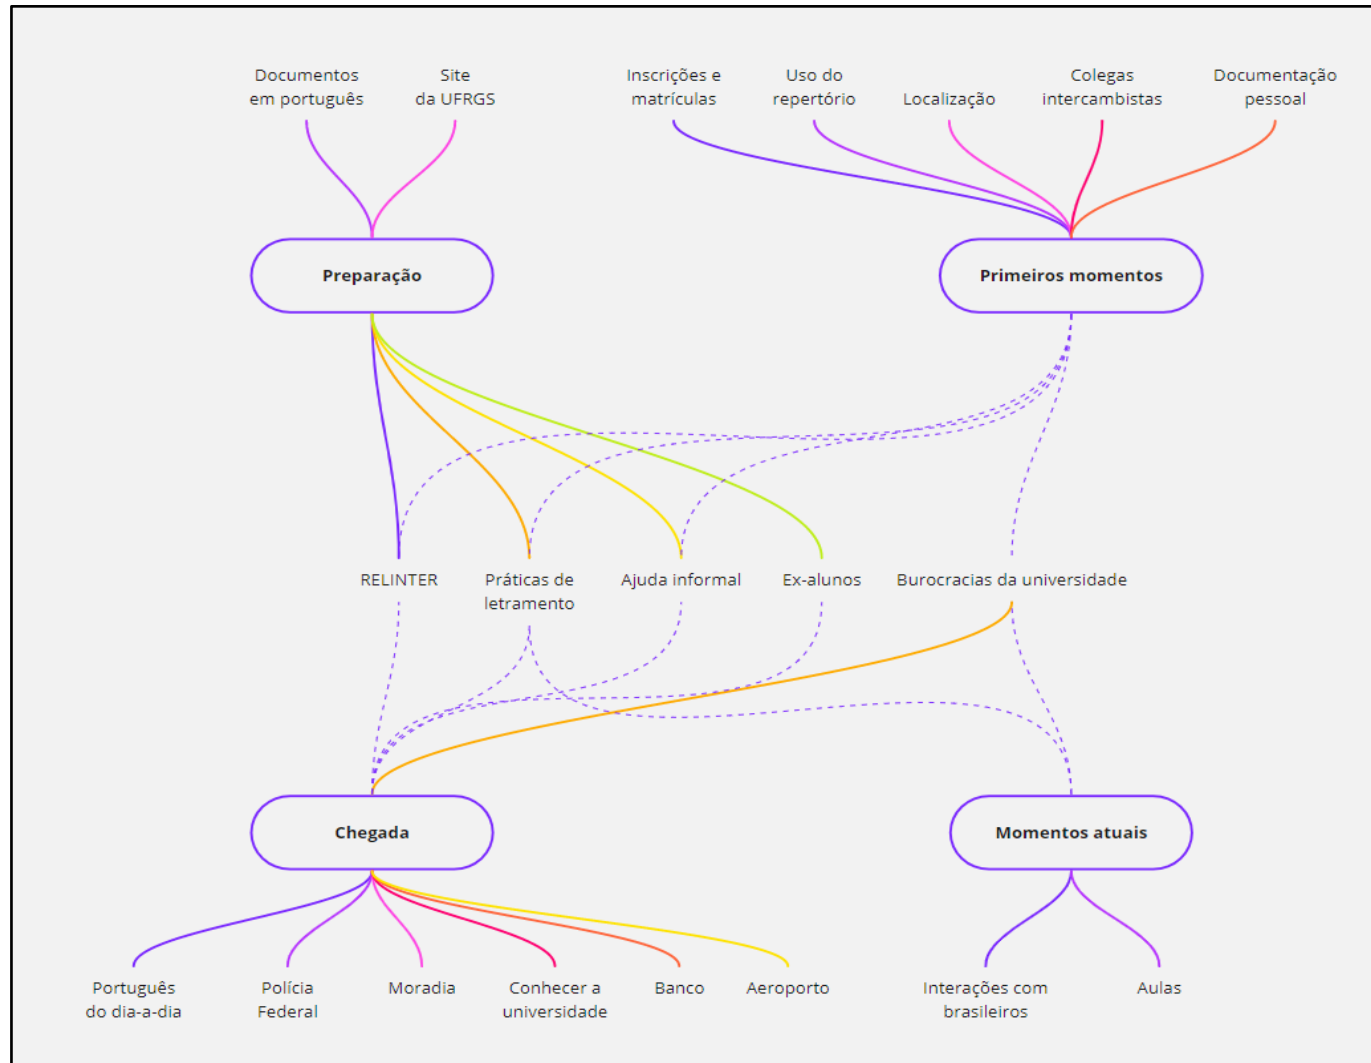 Documentos
em português
Site
da UFRGS
Inscrições e
matrículas
Uso do
repertório
Localização
Colegas
intercambistas
Documentação
pessoal
Preparação
Primeiros momentos
RELINTER
Práticas de
letramento
Ajuda informal
Ex-alunos
Burocracias da universidade
Chegada
Momentos atuais
Português
do dia-a-dia
Polícia
Federal
Moradia
Conhecer a
universidade
Banco
Aeroporto
Interações com
brasileiros
Aulas